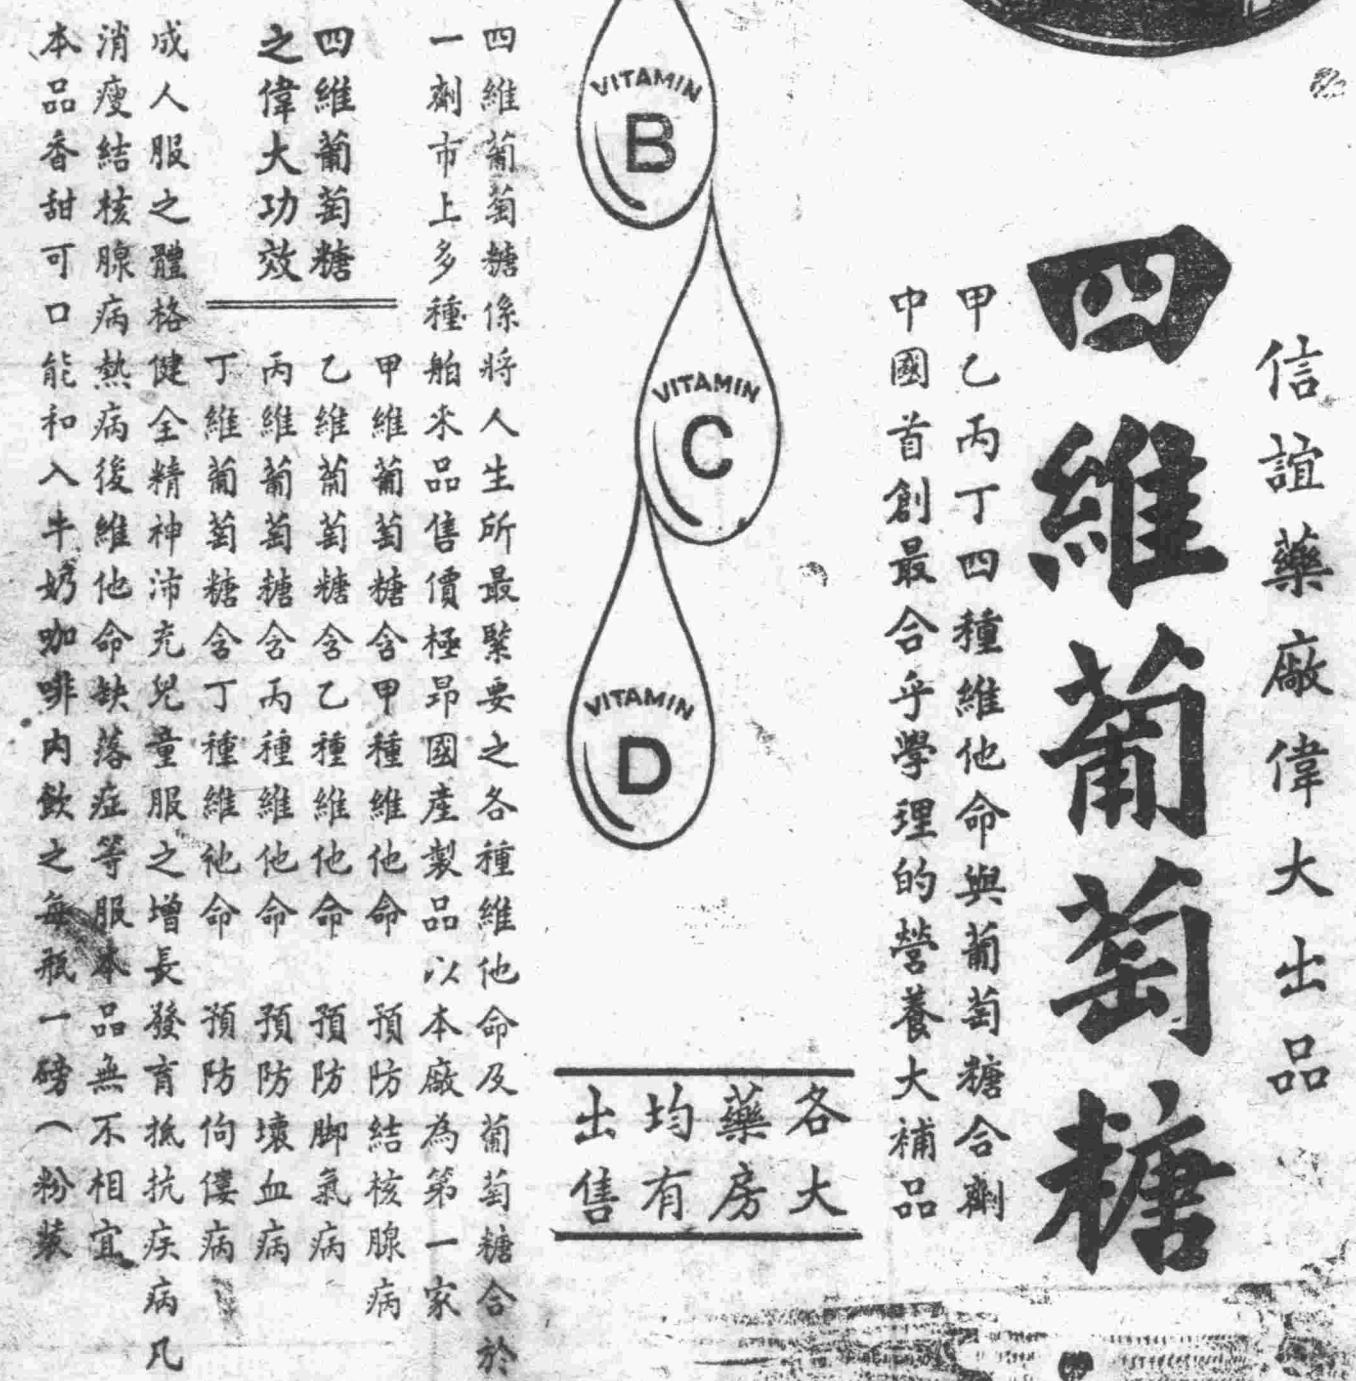 信誼藥廠偉大出品
四維葡萄糖
甲乙丙丁四種維他命與葡萄糖合劑
中國首創最合乎學理的營養大補品
VITAMIN
B
VITAMIN
C
VITAMIN
D
各大
藥房
均有
出售
四維葡萄糖係將人生所最緊要之各種維他命及葡萄糖合於
一劑市上多種舶來品售價極昂國產製品以本廠為第一家
四維葡萄糖
之偉大功效
甲維葡萄糖含甲種維他命 預防結核腺病
乙維葡萄糖含乙種維他命 預防脚氣病
丙維葡萄糖含丙種維他命 預防壞血病
丁維葡萄糖含丁種維他命 預防佝僂病
成人服之體格健全精神沛充兒童服之增長發育抵抗疾病凡
消瘦結核腺病熱病後維他命缺落症等服本品無不相宜
本品香甜可口能和入牛奶咖啡內飲之每瓶一磅(粉裝